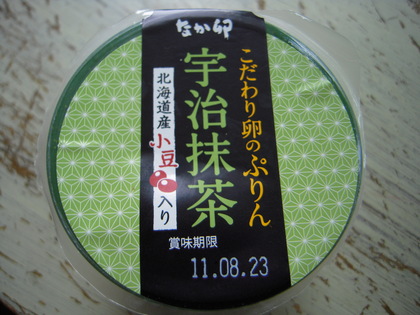 なか卯
こだわり卵のぷりん
宇治抹茶
北海道産
小豆
入り
賞味期限
11.08.23